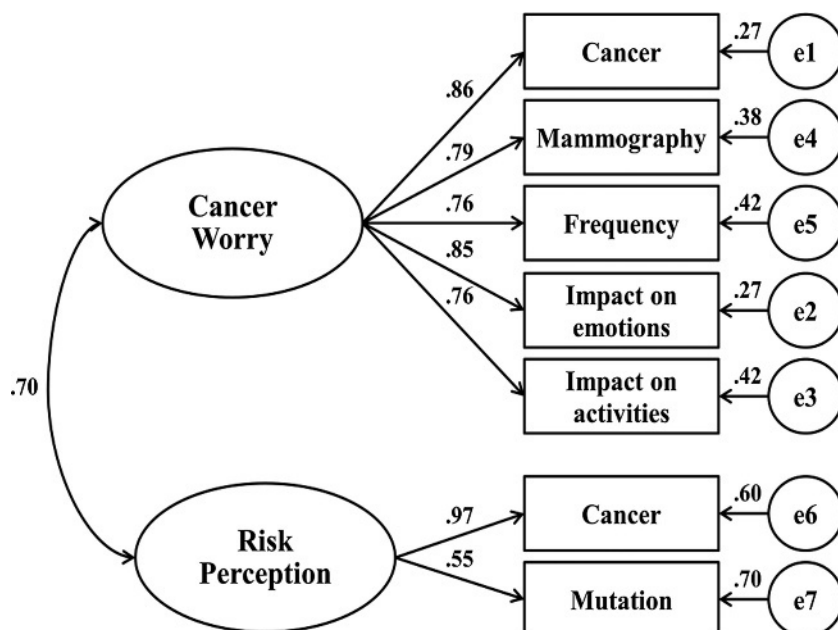 .27
Cancer
e1
.86
.38
Mammography
e4
.79
Cancer
Worry
.76
.42
Frequency
e5
.85
.27
Impact on
emotions
e2
.76
.42
Impact on
activities
e3
.70
.60
.97
Cancer
e6
Risk
Perception
.55
.70
Mutation
e7